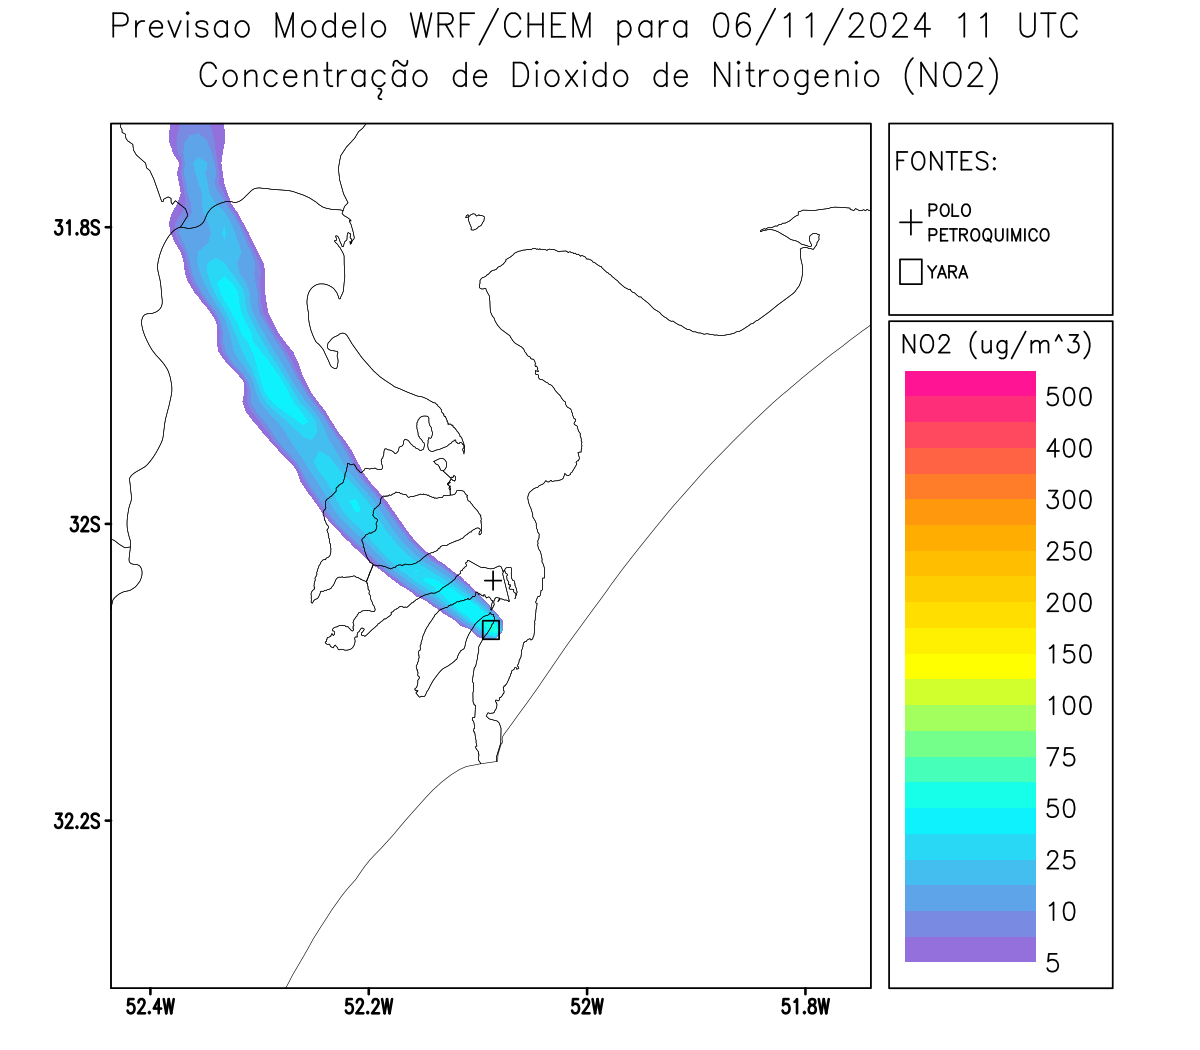 Previsao Modelo WRF/CHEM para 06/11/2024 11 UTC
Concentração de Dioxido de Nitrogenio (NO2)
FONTES:
POLO
PETROQUIMICO
YARA
NO2 (ug/m^3)
500
400
300
250
200
150
100
75
50
25
10
5
31.8S
32S
32.2S
52.4W
52.2W
52W
51.8W